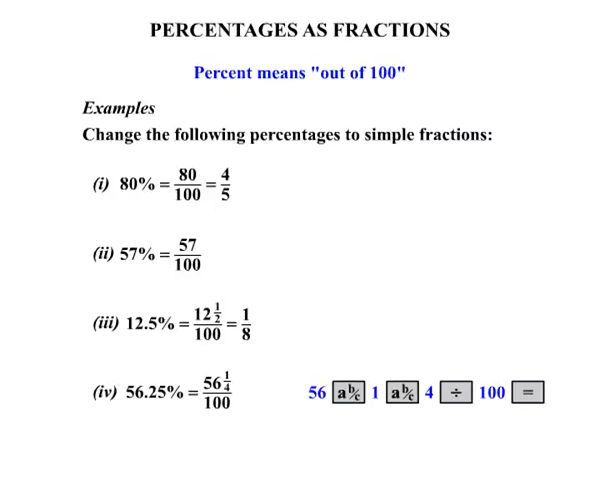 PERCENTAGES AS FRACTIONS
Percent means "out of 100"
Examples
Change the following percentages to simple fractions:
(i) 80% = 80/100 = 4/5
(ii) 57% = 57/100
(iii) 12.5% = 12 1/2/100 = 1/8
(iv) 56.25% = 56 1/4/100 56 a b/c 1 a b/c 4 ÷ 100 =